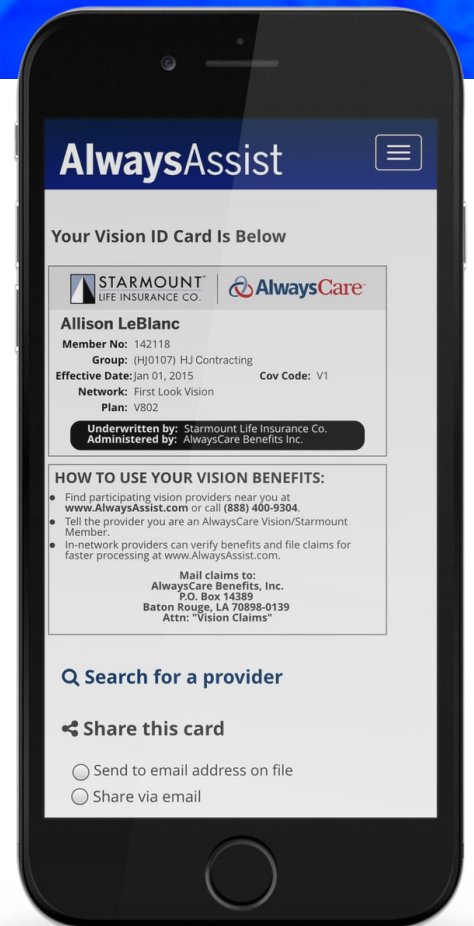 AlwaysAssist
Your Vision ID Card Is Below
STARMOUNT™
LIFE INSURANCE CO.
AlwaysCare®
Allison LeBlanc
Member No: 142118
Group: (HJ0107) HJ Contracting
Effective Date: Jan 01, 2015 Cov Code: V1
Network: First Look Vision
Plan: V802
Underwritten by: Starmount Life Insurance Co.
Administered by: AlwaysCare Benefits Inc.
HOW TO USE YOUR VISION BENEFITS:
• Find participating vision providers near you at
www.AlwaysAssist.com or call (888) 400-9304.
• Tell the provider you are an AlwaysCare Vision/Starmount
Member.
• In-network providers can verify benefits and file claims for
faster processing at www.AlwaysAssist.com.
Mail claims to:
AlwaysCare Benefits, Inc.
P.O. Box 14389
Baton Rouge, LA 70898-0139
Attn: "Vision Claims"
Search for a provider
Share this card
Send to email address on file
Share via email